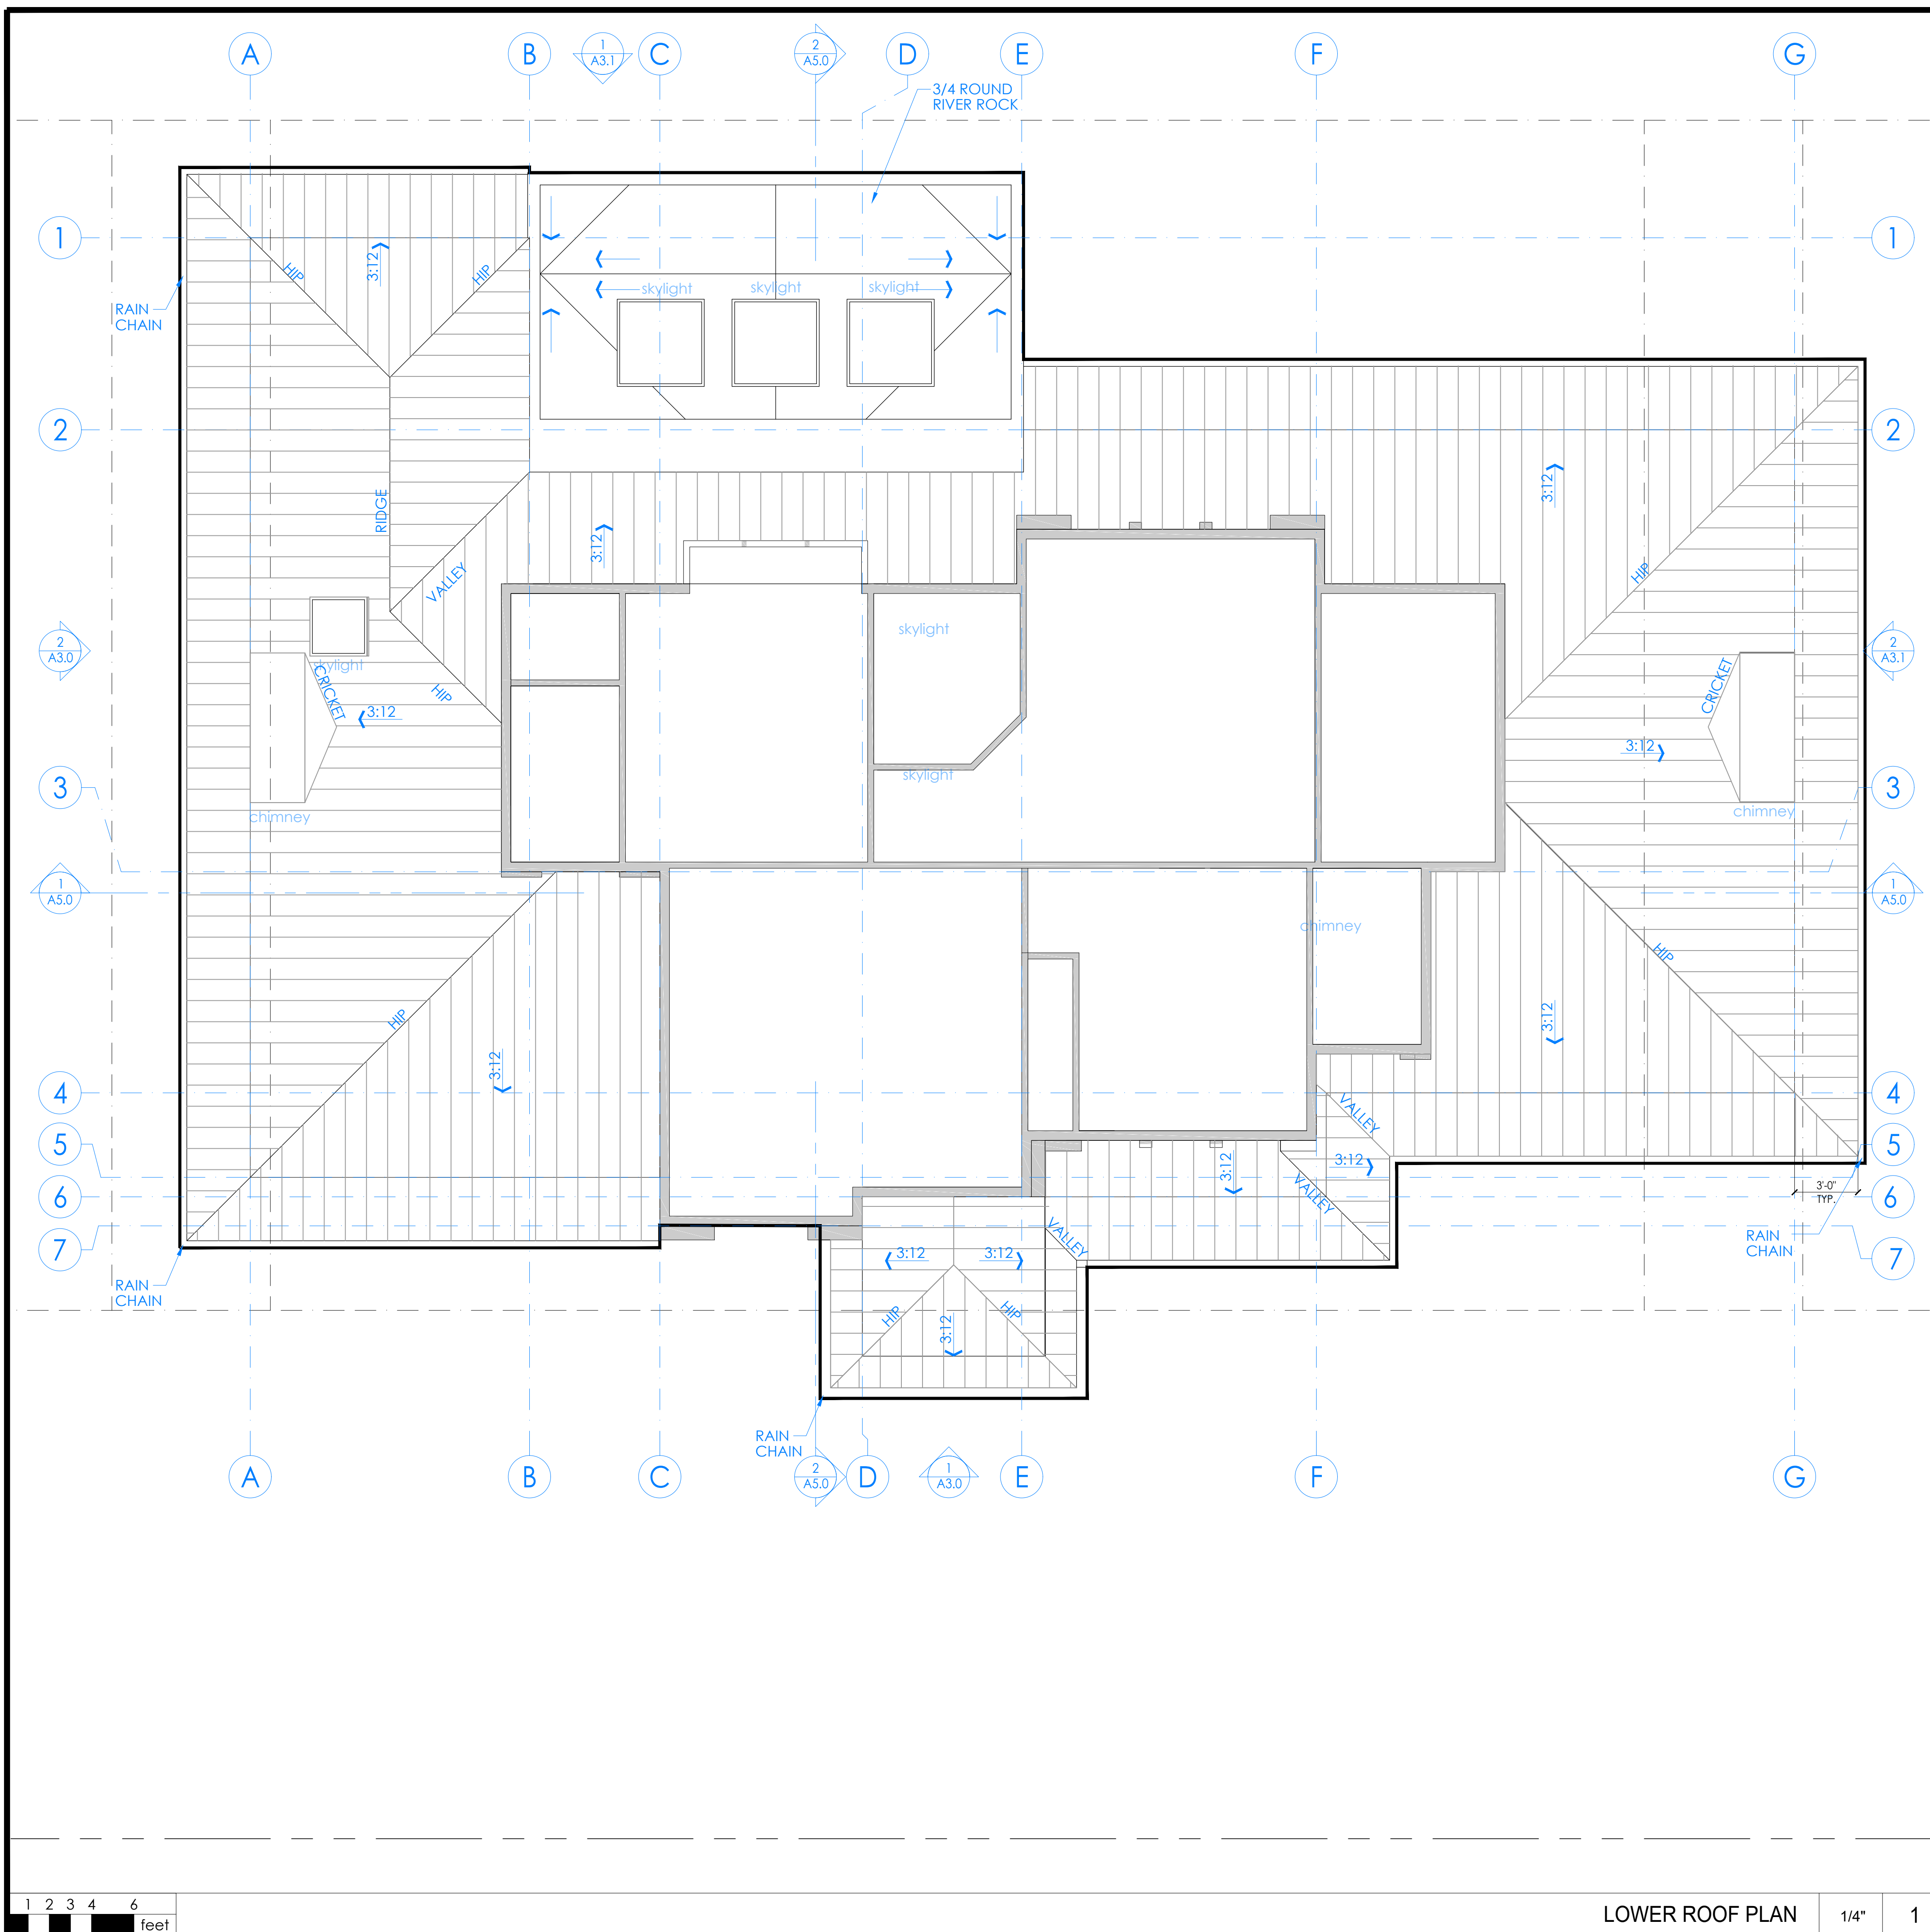 A
B
1
A3.1
C
2
A5.0
D
E
F
G
3/4 ROUND
RIVER ROCK
1
1
HIP
3:12
HIP
RAIN
CHAIN
skylight
skylight
skylight
2
2
RIDGE
3:12
3:12
VALLEY
HIP
skylight
2
A3.0
2
A3.1
skylight
CRICKET
HIP
3:12
CRICKET
3:12
skylight
3
3
chimney
chimney
1
A5.0
1
A5.0
chimney
HIP
HIP
3:12
3:12
4
4
VALLEY
5
5
3:12
3:12
VALLEY
3'-0"
TYP.
6
6
VALLEY
3:12
3:12
RAIN
CHAIN
7
7
RAIN
CHAIN
HIP
HIP
3:12
RAIN
CHAIN
A
B
C
2
A5.0
D
1
A3.0
E
F
G
1 2 3 4 6
feet
LOWER ROOF PLAN 1/4" 1